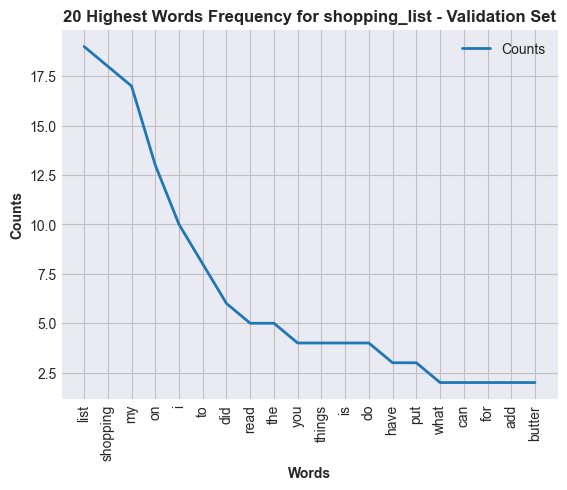 20 Highest Words Frequency for shopping_list - Validation Set
Counts
17.5
15.0
12.5
10.0
7.5
5.0
2.5
Counts
list
shopping
my
on
i
to
did
read
the
you
things
is
do
have
put
what
can
for
add
butter
Words